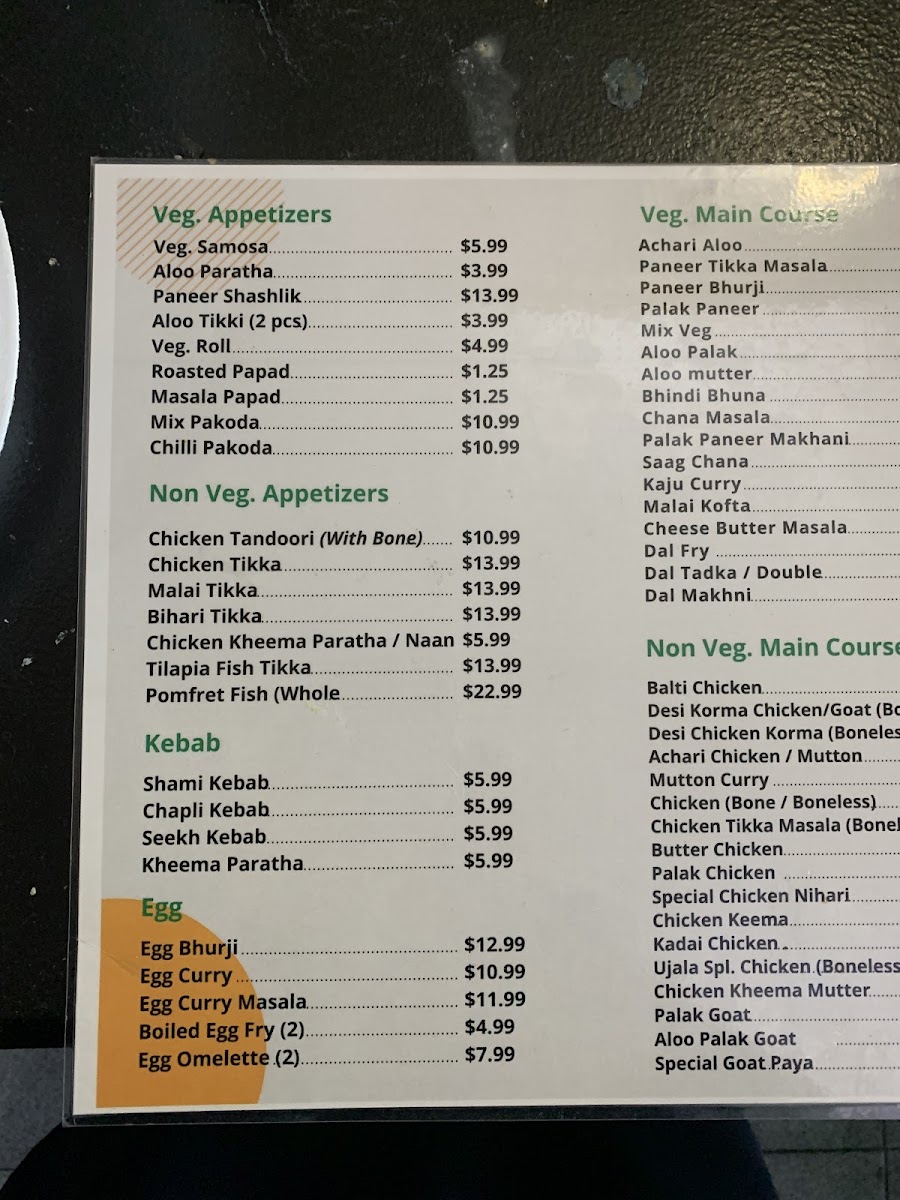 Veg. Appetizers
Veg. Samosa $5.99
Aloo Paratha $3.99
Paneer Shashlik $13.99
Aloo Tikki (2 pcs) $3.99
Veg. Roll $4.99
Roasted Papad $1.25
Masala Papad $1.25
Mix Pakoda $10.99
Chilli Pakoda $10.99
Non Veg. Appetizers
Chicken Tandoori (With Bone) $10.99
Chicken Tikka $13.99
Malai Tikka $13.99
Bihari Tikka $13.99
Chicken Kheema Paratha / Naan $5.99
Tilapia Fish Tikka $13.99
Pomfret Fish (Whole $22.99
Kebab
Shami Kebab $5.99
Chapli Kebab $5.99
Seekh Kebab $5.99
Kheema Paratha $5.99
Egg
Egg Bhurji $12.99
Egg Curry $10.99
Egg Curry Masala $11.99
Boiled Egg Fry (2) $4.99
Egg Omelette (2) $7.99
Veg. Main Course
Achari Aloo
Paneer Tikka Masala
Paneer Bhurji
Palak Paneer
Mix Veg
Aloo Palak
Aloo mutter
Bhindi Bhuna
Chana Masala
Palak Paneer Makhani
Saag Chana
Kaju Curry
Malai Kofta
Cheese Butter Masala
Dal Fry
Dal Tadka / Double
Dal Makhni
Non Veg. Main Course
Balti Chicken
Desi Korma Chicken/Goat (Bo
Desi Chicken Korma (Boneles
Achari Chicken / Mutton
Mutton Curry
Chicken (Bone / Boneless)
Chicken Tikka Masala (Bonel
Butter Chicken
Palak Chicken
Special Chicken Nihari
Chicken Keema
Kadai Chicken
Ujala Spl. Chicken (Boneless
Chicken Kheema Mutter
Palak Goat
Aloo Palak Goat
Special Goat Paya